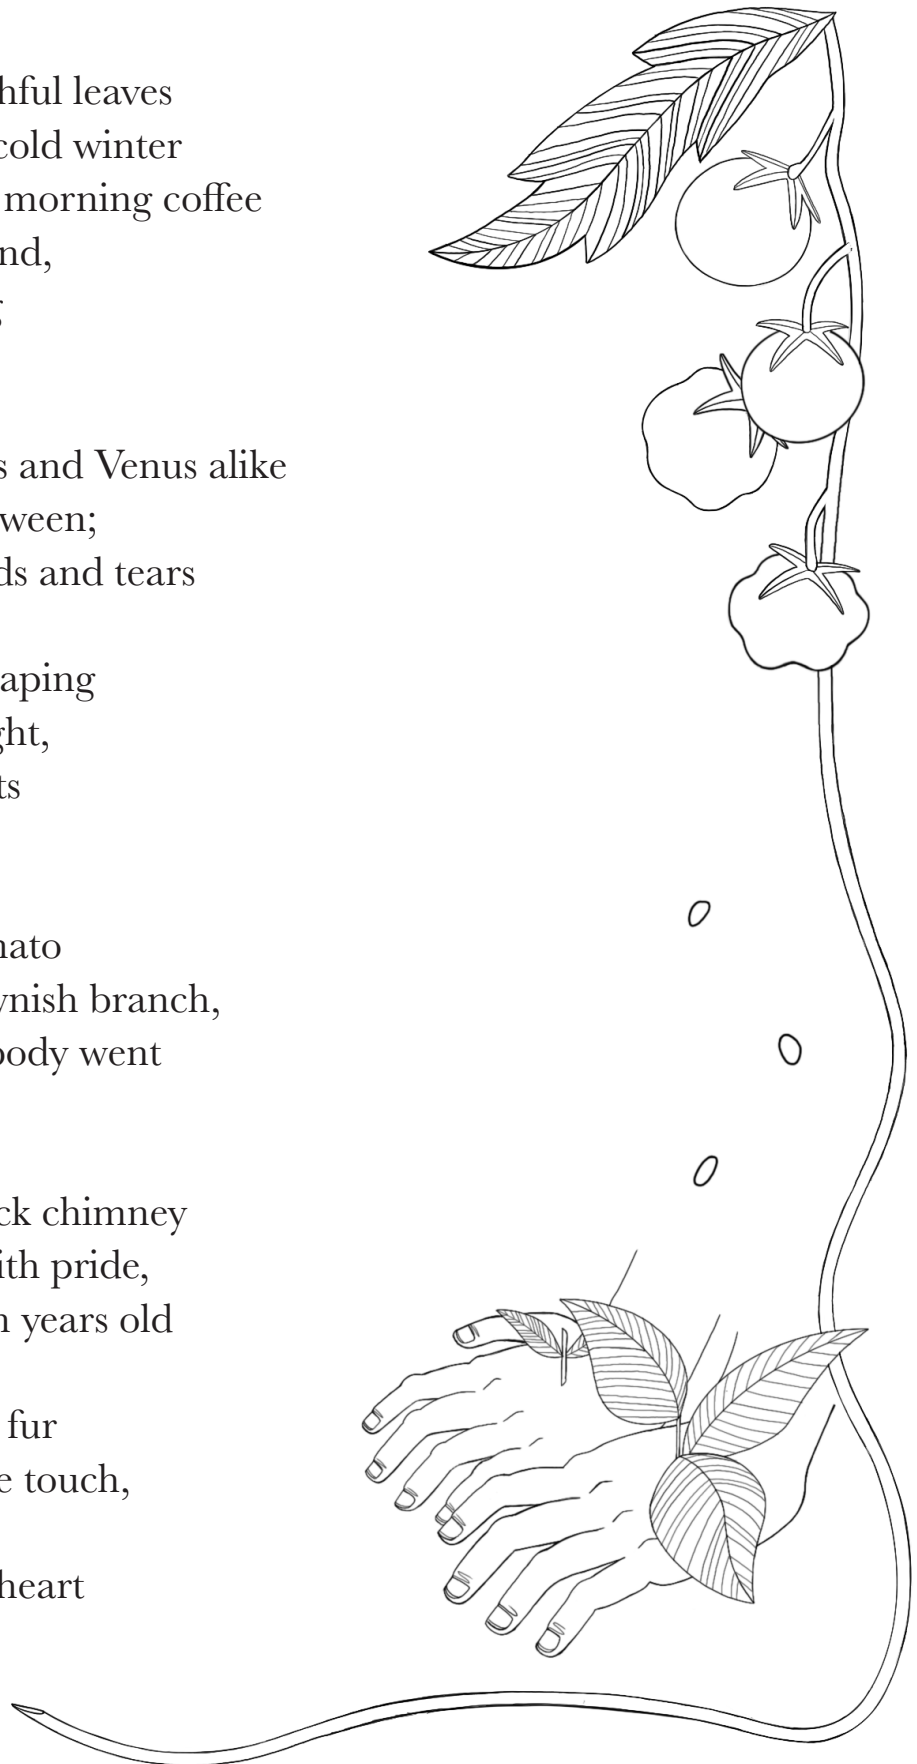 hful leaves
cold winter
morning coffee
nd,
g
s and Venus alike
ween;
ds and tears
aping
ght,
ts
nato
ynish branch,
body went
ck chimney
ith pride,
n years old
fur
e touch,
heart